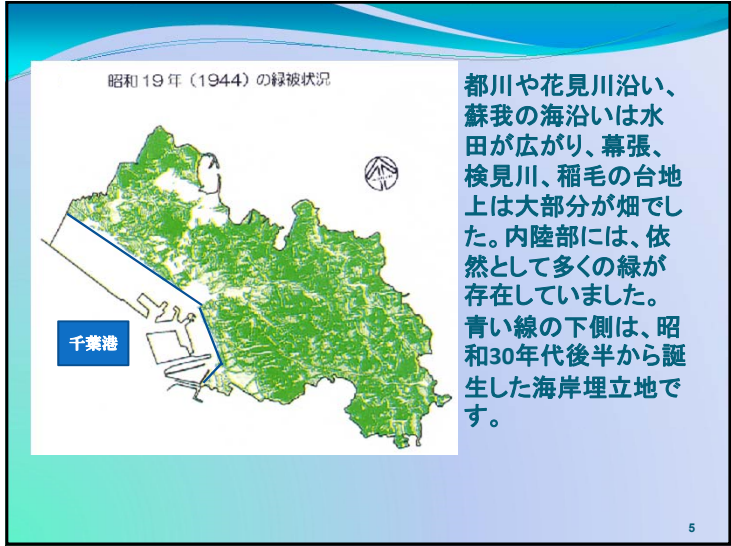 昭和19年（1944）の緑被状況
千葉港
都川や花見川沿い、
蘇我の海沿いは水
田が広がり、幕張、
検見川、稲毛の台地
上は大部分が畑でし
た。内陸部には、依
然として多くの緑が
存在していました。
青い線の下側は、昭
和30年代後半から誕
生した海岸埋立地で
す。
5